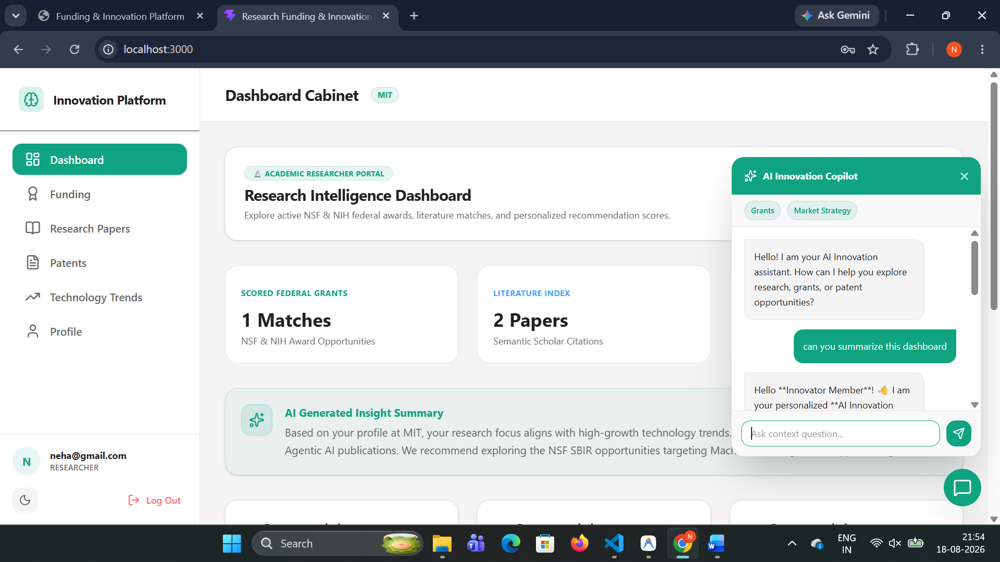 Funding & Innovation Platform
Research Funding & Innovation
Ask Gemini
localhost:3000
N
Innovation Platform
Dashboard
Funding
Research Papers
Patents
Technology Trends
Profile
N
neha@gmail.com
RESEARCHER
Log Out
Dashboard Cabinet
MIT
ACADEMIC RESEARCHER PORTAL
Research Intelligence Dashboard
Explore active NSF & NIH federal awards, literature matches, and personalized recommendation scores.
SCORED FEDERAL GRANTS
1 Matches
NSF & NIH Award Opportunities
LITERATURE INDEX
2 Papers
Semantic Scholar Citations
AI Generated Insight Summary
Based on your profile at MIT, your research focus aligns with high-growth technology trends.
Agentic AI publications. We recommend exploring the NSF SBIR opportunities targeting
AI Innovation Copilot
Grants
Market Strategy
Hello! I am your AI Innovation
assistant. How can I help you explore
research, grants, or patent
opportunities?
can you summarize this dashboard
Hello **Innovator Member**! 👋 I am
your personalized **AI Innovation
Ask context question...
Search
T
W
N
ENG
IN
21:54
18-08-2026